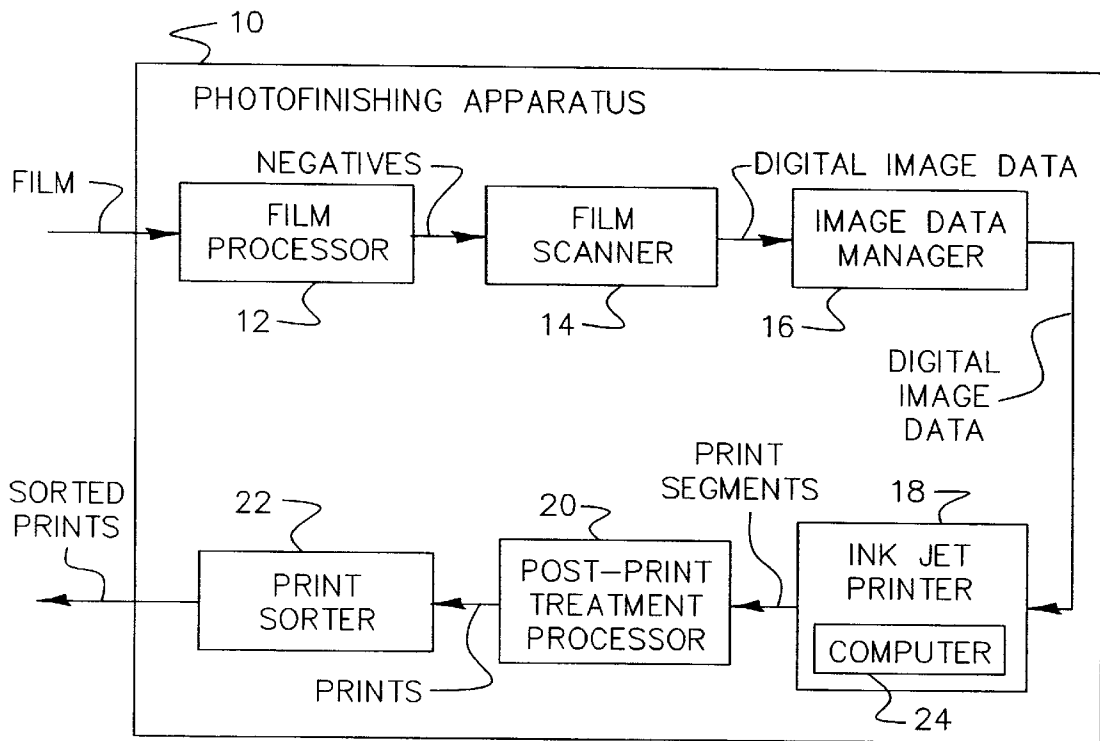 10
PHOTOFINISHING APPARATUS
FILM
NEGATIVES
DIGITAL IMAGE DATA
FILM
PROCESSOR
FILM
SCANNER
IMAGE DATA
MANAGER
12
14
16
DIGITAL
IMAGE
DATA
SORTED
PRINTS
22
20
PRINT
SEGMENTS
18
PRINT
SORTER
POST-PRINT
TREATMENT
PROCESSOR
INK JET
PRINTER
COMPUTER
PRINTS
24